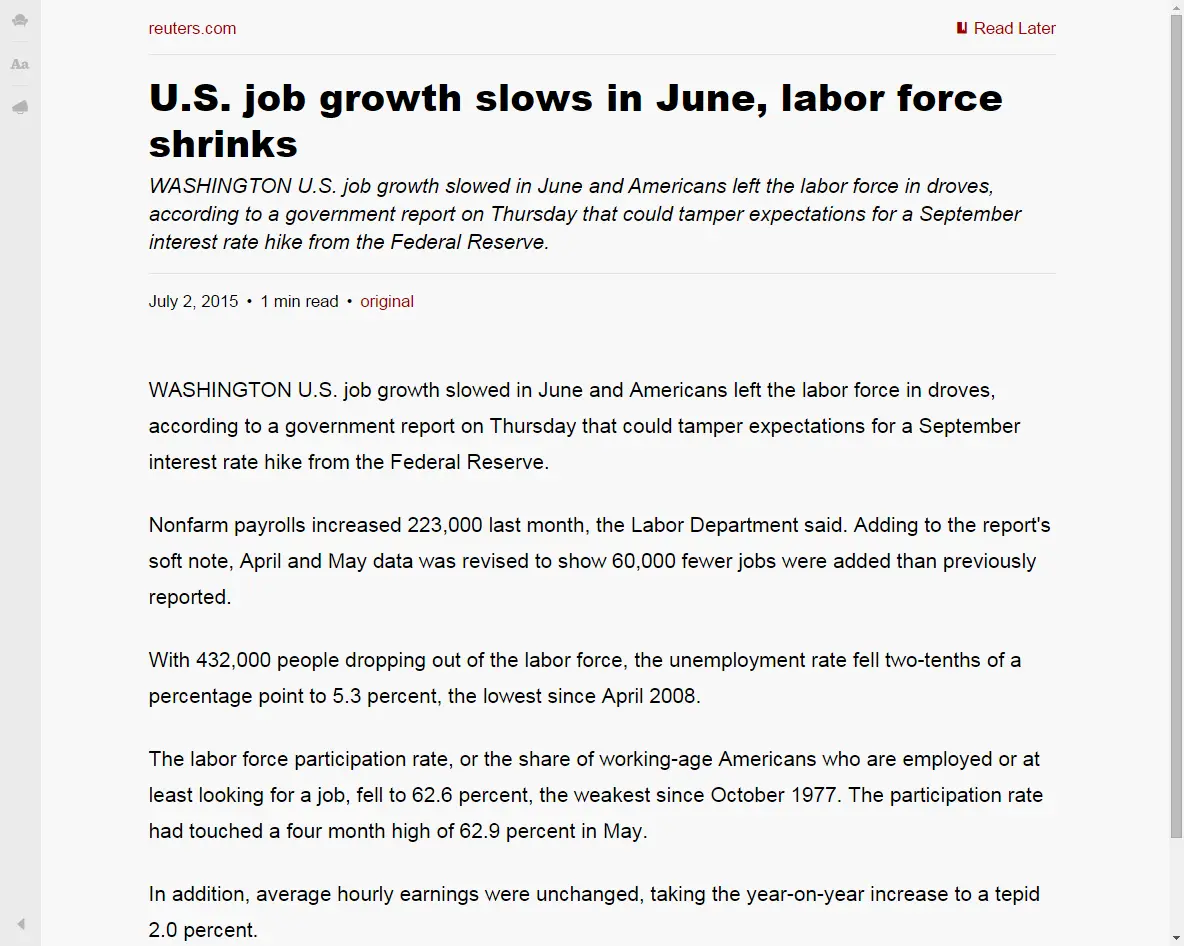 reuters.com
Read Later
U.S. job growth slows in June, labor force
shrinks
WASHINGTON U.S. job growth slowed in June and Americans left the labor force in droves,
according to a government report on Thursday that could tamper expectations for a September
interest rate hike from the Federal Reserve.
July 2, 2015 • 1 min read • original
Aa
WASHINGTON U.S. job growth slowed in June and Americans left the labor force in droves,
according to a government report on Thursday that could tamper expectations for a September
interest rate hike from the Federal Reserve.
Nonfarm payrolls increased 223,000 last month, the Labor Department said. Adding to the report's
soft note, April and May data was revised to show 60,000 fewer jobs were added than previously
reported.
With 432,000 people dropping out of the labor force, the unemployment rate fell two-tenths of a
percentage point to 5.3 percent, the lowest since April 2008.
The labor force participation rate, or the share of working-age Americans who are employed or at
least looking for a job, fell to 62.6 percent, the weakest since October 1977. The participation rate
had touched a four month high of 62.9 percent in May.
In addition, average hourly earnings were unchanged, taking the year-on-year increase to a tepid
2.0 percent.